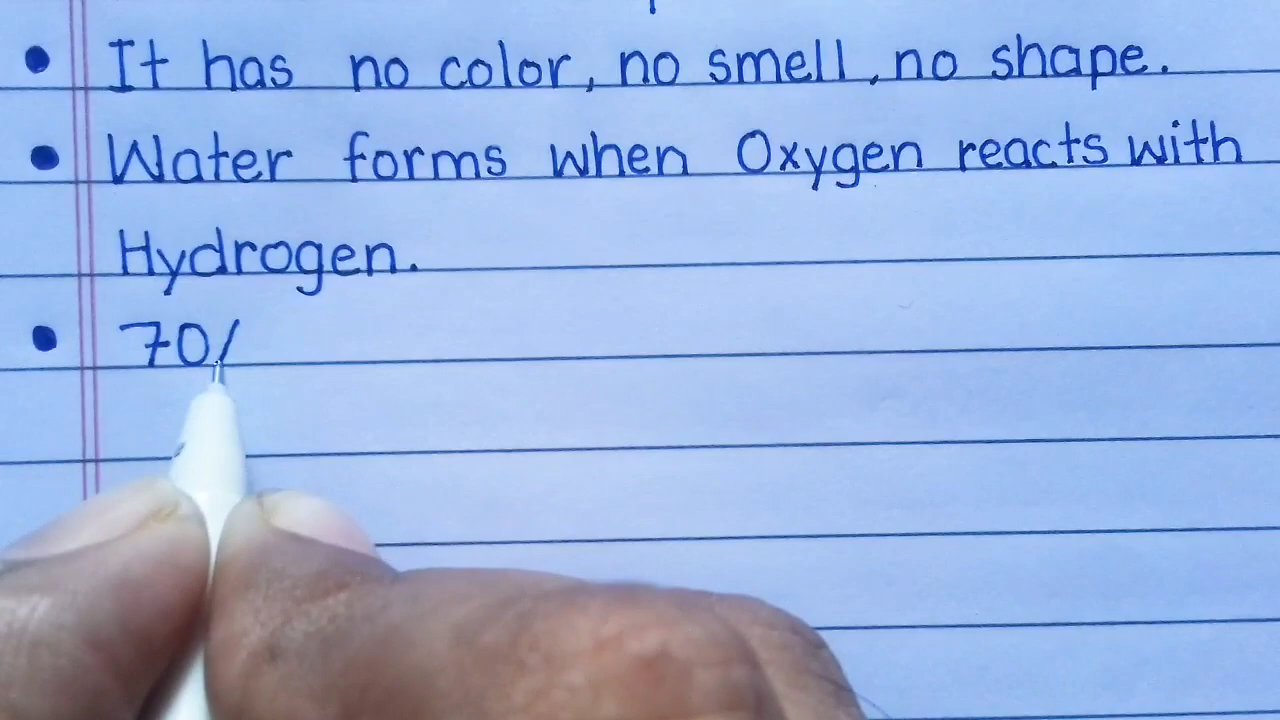 • It has no color, no smell, no shape.
• Water forms when Oxygen reacts with
Hydrogen.
• 70/